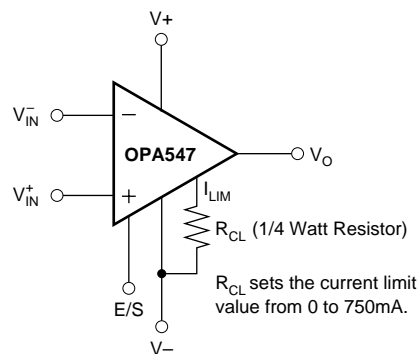 V+
V−IN
−
OPA547
VO
V+IN
+
ILIM
RCL (1/4 Watt Resistor)
RCL sets the current limit
value from 0 to 750mA.
E/S
V−